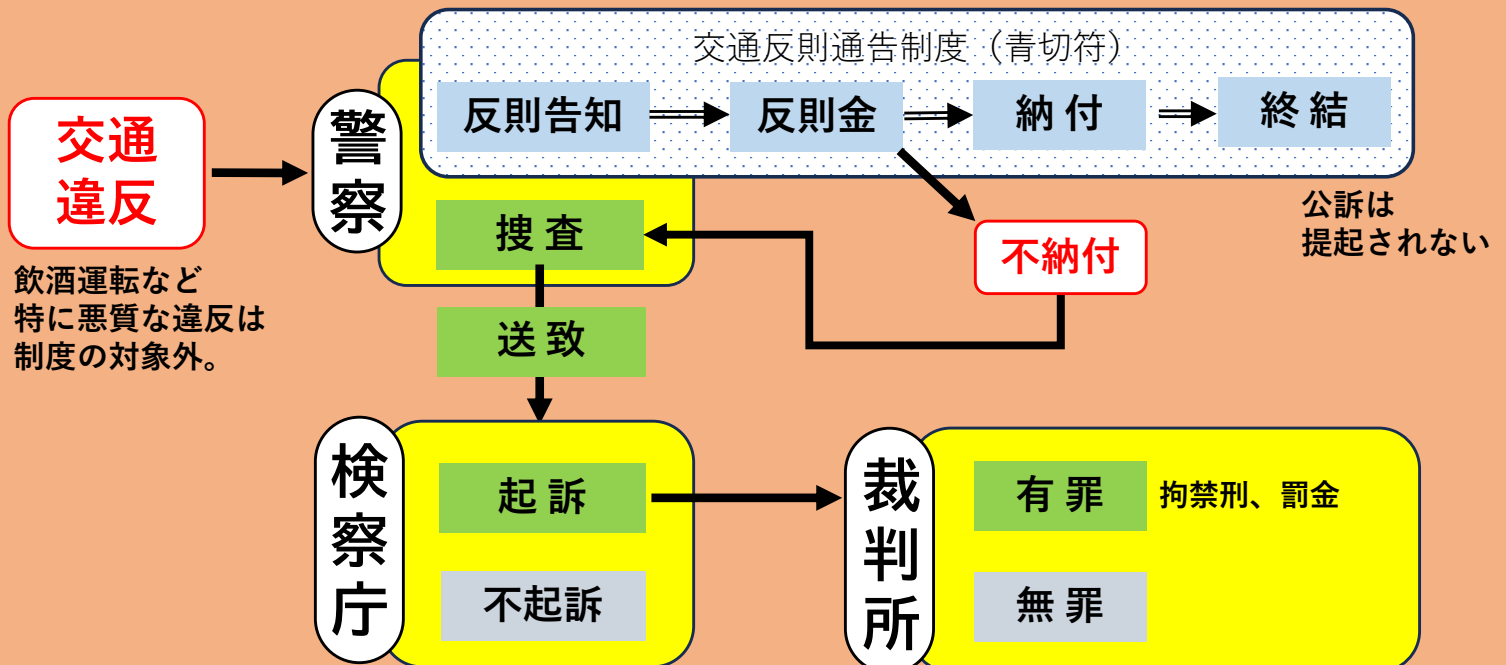 交通反則通告制度（青切符）
反則告知
反則金
納 付
終 結
交通
違反
警察
捜 査
不納付
公訴は
提起されない
飲酒運転など
特に悪質な違反は
制度の対象外。
送 致
検察庁
起 訴
不起訴
裁判所
有 罪
拘禁刑、罰金
無 罪